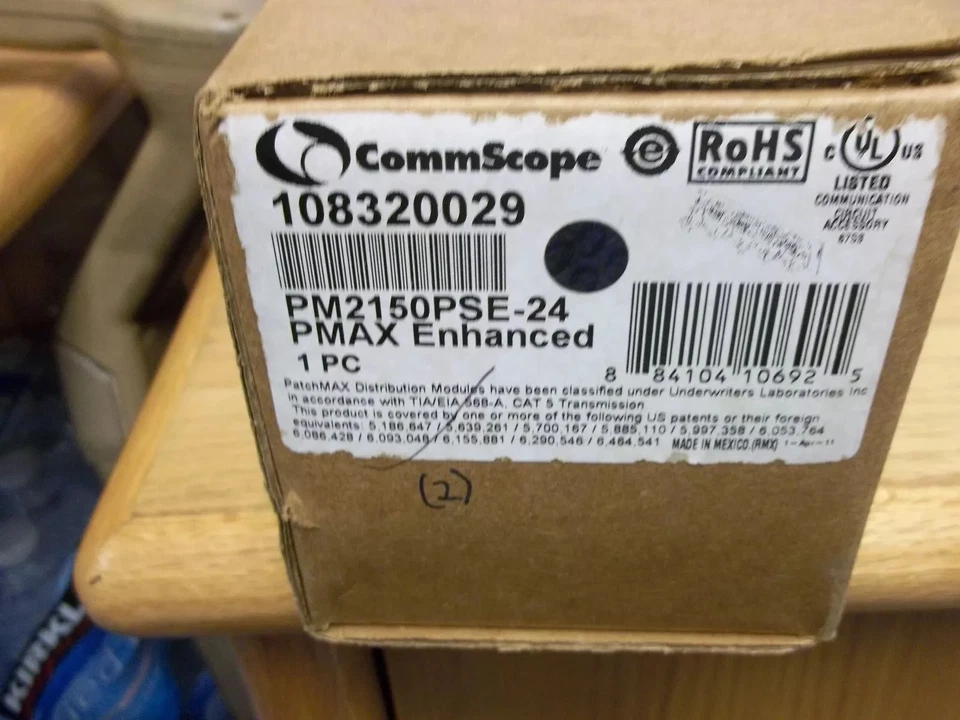 CommScope
e
RoHS
COMPLIANT
C UL US
LISTED
COMMUNICATION
CIRCUIT
ACCESSORY
108320029
PM2150PSE-24
PMAX Enhanced
1 PC
8 84104 10692 5
PatchMAX Distribution Modules have been classified under Underwriters Laboratories Inc
in accordance with TIA/EIA 568-A, CAT 5 Transmission
This product is covered by one or more of the following US patents or their foreign
equivalents: 5,186,647 / 5,639,261 / 5,700,167 / 5,885,110 / 5,997,358 / 6,053,764
6,086,428 / 6,093,048 / 6,155,881 / 6,290,546 / 6,464,541 MADE IN MEXICO.(RMX) 1-Apr-11
(2)
KIRKL